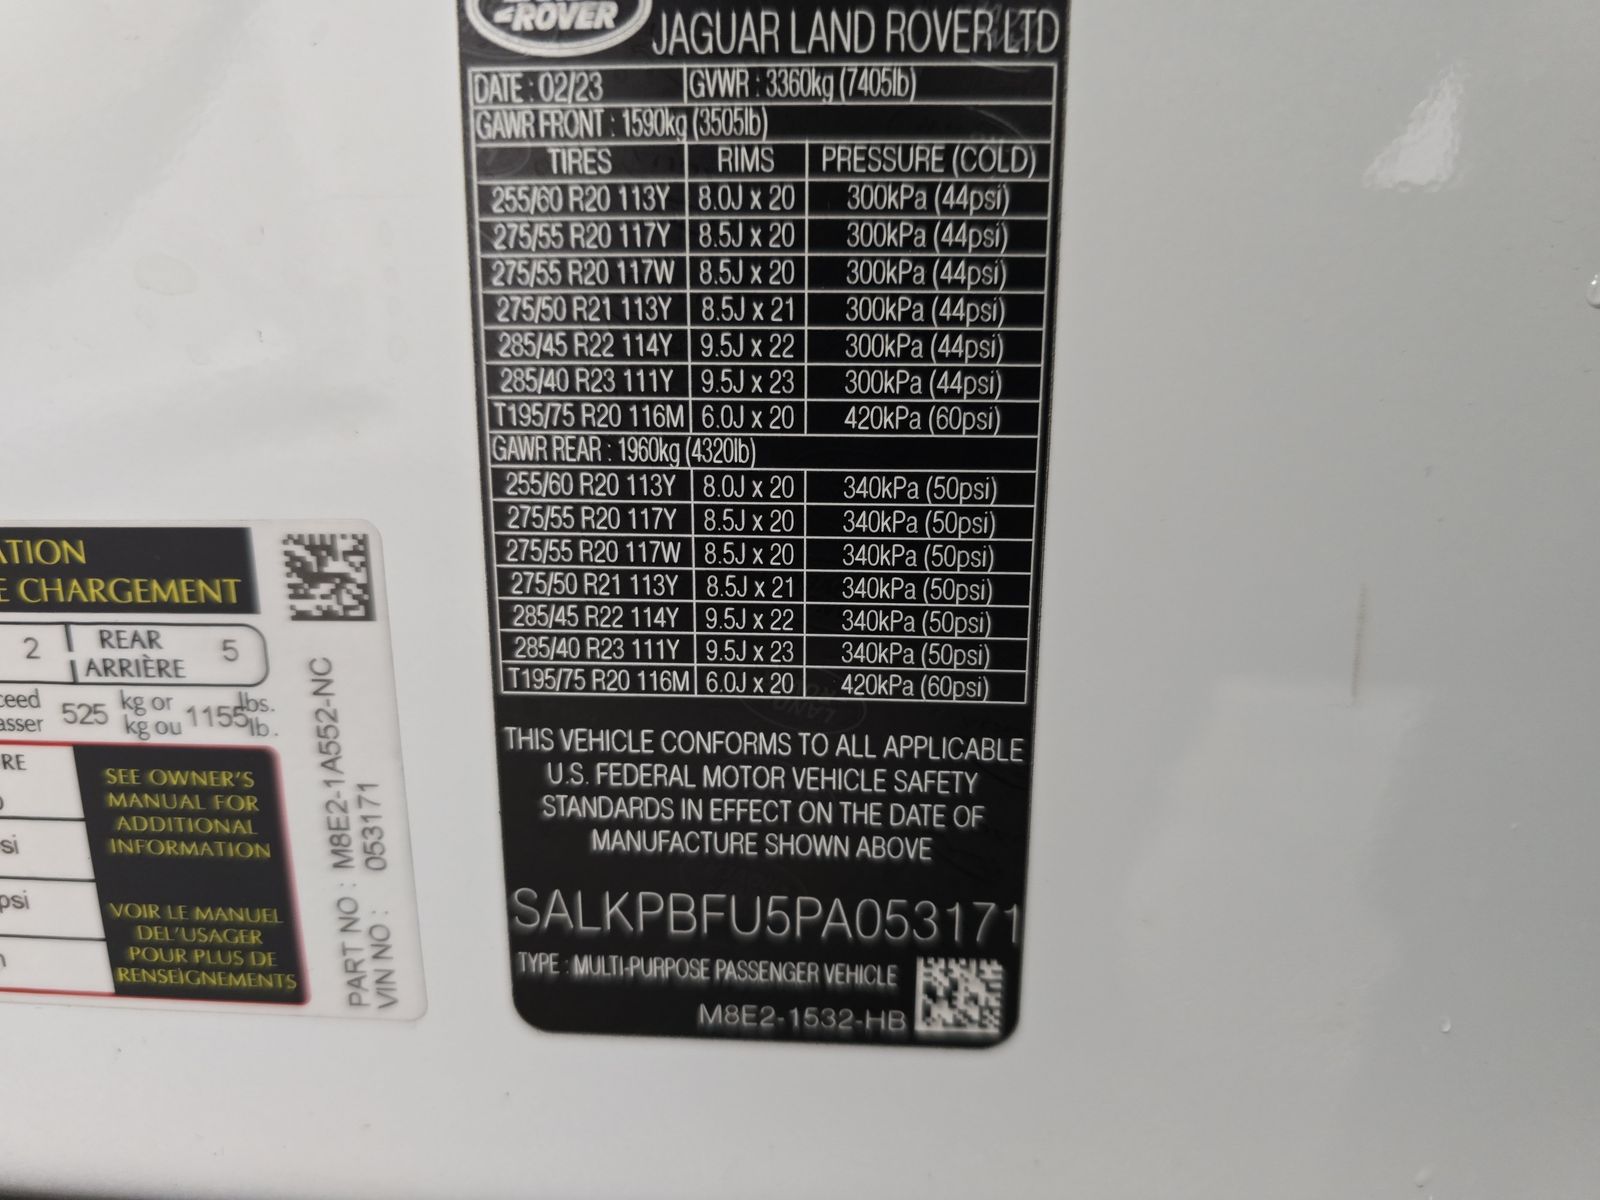 ROVER
JAGUAR LAND ROVER LTD
DATE : 02/23 GVWR : 3360kg (7405lb)
GAWR FRONT : 1590kg (3505lb)
TIRES RIMS PRESSURE (COLD)
255/60 R20 113Y 8.0J x 20 300kPa (44psi)
275/55 R20 117Y 8.5J x 20 300kPa (44psi)
275/55 R20 117W 8.5J x 20 300kPa (44psi)
275/50 R21 113Y 8.5J x 21 300kPa (44psi)
285/45 R22 114Y 9.5J x 22 300kPa (44psi)
285/40 R23 111Y 9.5J x 23 300kPa (44psi)
T195/75 R20 116M 6.0J x 20 420kPa (60psi)
GAWR REAR : 1960kg (4320lb)
255/60 R20 113Y 8.0J x 20 340kPa (50psi)
275/55 R20 117Y 8.5J x 20 340kPa (50psi)
275/55 R20 117W 8.5J x 20 340kPa (50psi)
275/50 R21 113Y 8.5J x 21 340kPa (50psi)
285/45 R22 114Y 9.5J x 22 340kPa (50psi)
285/40 R23 111Y 9.5J x 23 340kPa (50psi)
T195/75 R20 116M 6.0J x 20 420kPa (60psi)
THIS VEHICLE CONFORMS TO ALL APPLICABLE
U.S. FEDERAL MOTOR VEHICLE SAFETY
STANDARDS IN EFFECT ON THE DATE OF
MANUFACTURE SHOWN ABOVE
SALKPBFU5PA053171
TYPE : MULTI-PURPOSE PASSENGER VEHICLE
M8E2-1532-HB
ATION
E CHARGEMENT
2 REAR 5
ARRIÈRE
ceed 525 kg or 1155 lbs.
asser kg ou lb.
RE
si
psi
SEE OWNER'S
MANUAL FOR
ADDITIONAL
INFORMATION
VOIR LE MANUEL
DEL'USAGER
POUR PLUS DE
RENSEIGNEMENTS
PART NO : M8E2-1A552-NC
VIN NO : 053171